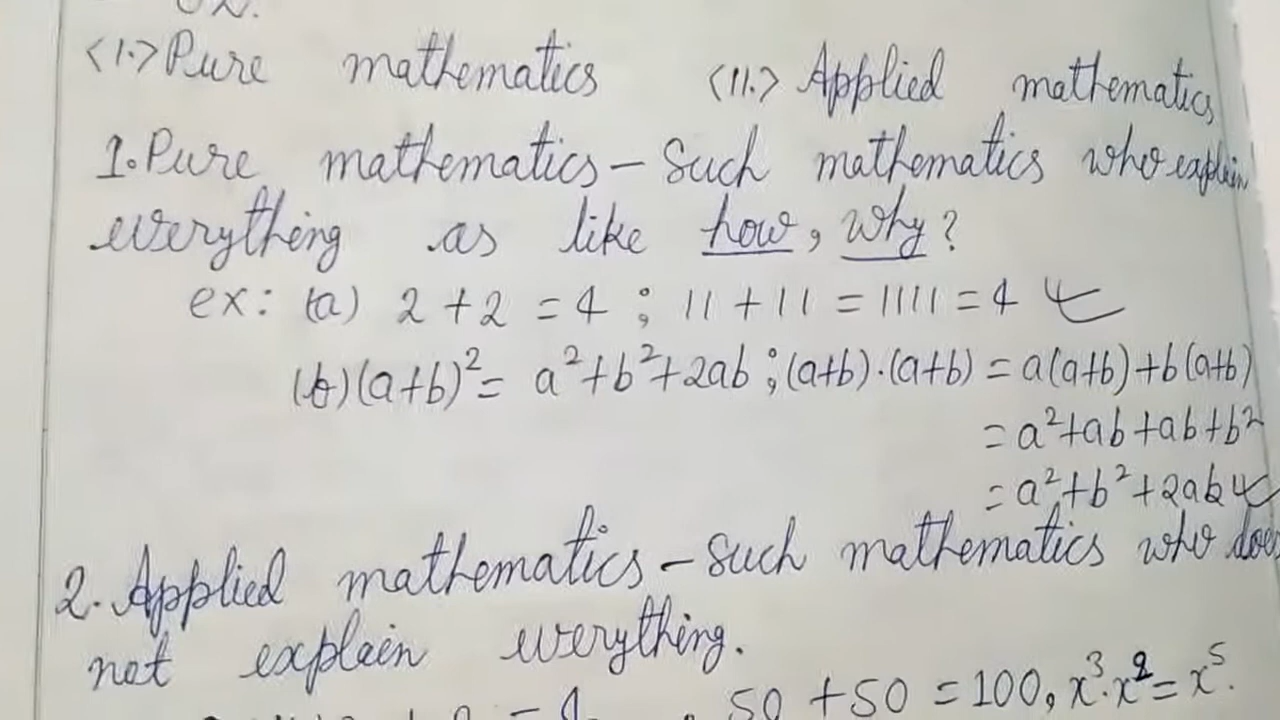 <I.> Pure mathematics <II.> Applied mathematics
1. Pure mathematics – Such mathematics who explain
everything as like how, why?
ex: (a) 2 + 2 = 4 ; 11 + 11 = 1111 = 4
(b) (a+b)² = a²+b²+2ab ; (a+b).(a+b) = a(a+b)+b(a+b)
= a²+ab+ab+b²
= a²+b²+2ab
2. Applied mathematics – Such mathematics who does
not explain everything.
50 + 50 = 100, x³.x² = x⁵.